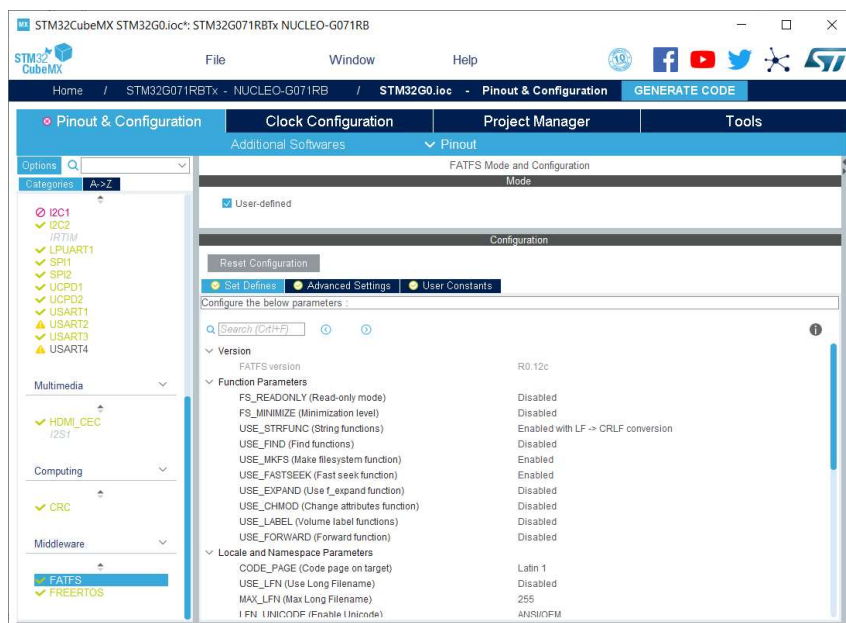 MX STM32CubeMX STM32G0.ioc*: STM32G071RBTx NUCLEO-G071RB
STM32 CubeMX
File Window Help
10
Home / STM32G071RBTx - NUCLEO-G071RB / STM32G0.ioc - Pinout & Configuration GENERATE CODE
Pinout & Configuration Clock Configuration Project Manager Tools
Additional Softwares Pinout
Options
Categories A->Z
I2C1
I2C2
IRTIM
LPUART1
SPI1
SPI2
UCPD1
UCPD2
USART1
USART2
USART3
USART4
Multimedia
HDMI_CEC
I2S1
Computing
CRC
Middleware
FATFS
FREERTOS
FATFS Mode and Configuration
Mode
User-defined
Configuration
Reset Configuration
Set Defines Advanced Settings User Constants
Configure the below parameters :
Search (Crtl+F)
Version
FATFS version R0.12c
Function Parameters
FS_READONLY (Read-only mode) Disabled
FS_MINIMIZE (Minimization level) Disabled
USE_STRFUNC (String functions) Enabled with LF -> CRLF conversion
USE_FIND (Find functions) Disabled
USE_MKFS (Make filesystem function) Enabled
USE_FASTSEEK (Fast seek function) Enabled
USE_EXPAND (Use f_expand function) Disabled
USE_CHMOD (Change attributes function) Disabled
USE_LABEL (Volume label functions) Disabled
USE_FORWARD (Forward function) Disabled
Locale and Namespace Parameters
CODE_PAGE (Code page on target) Latin 1
USE_LFN (Use Long Filename) Disabled
MAX_LFN (Max Long Filename) 255
LFN_UNICODE (Enable Unicode) ANSI/OEM